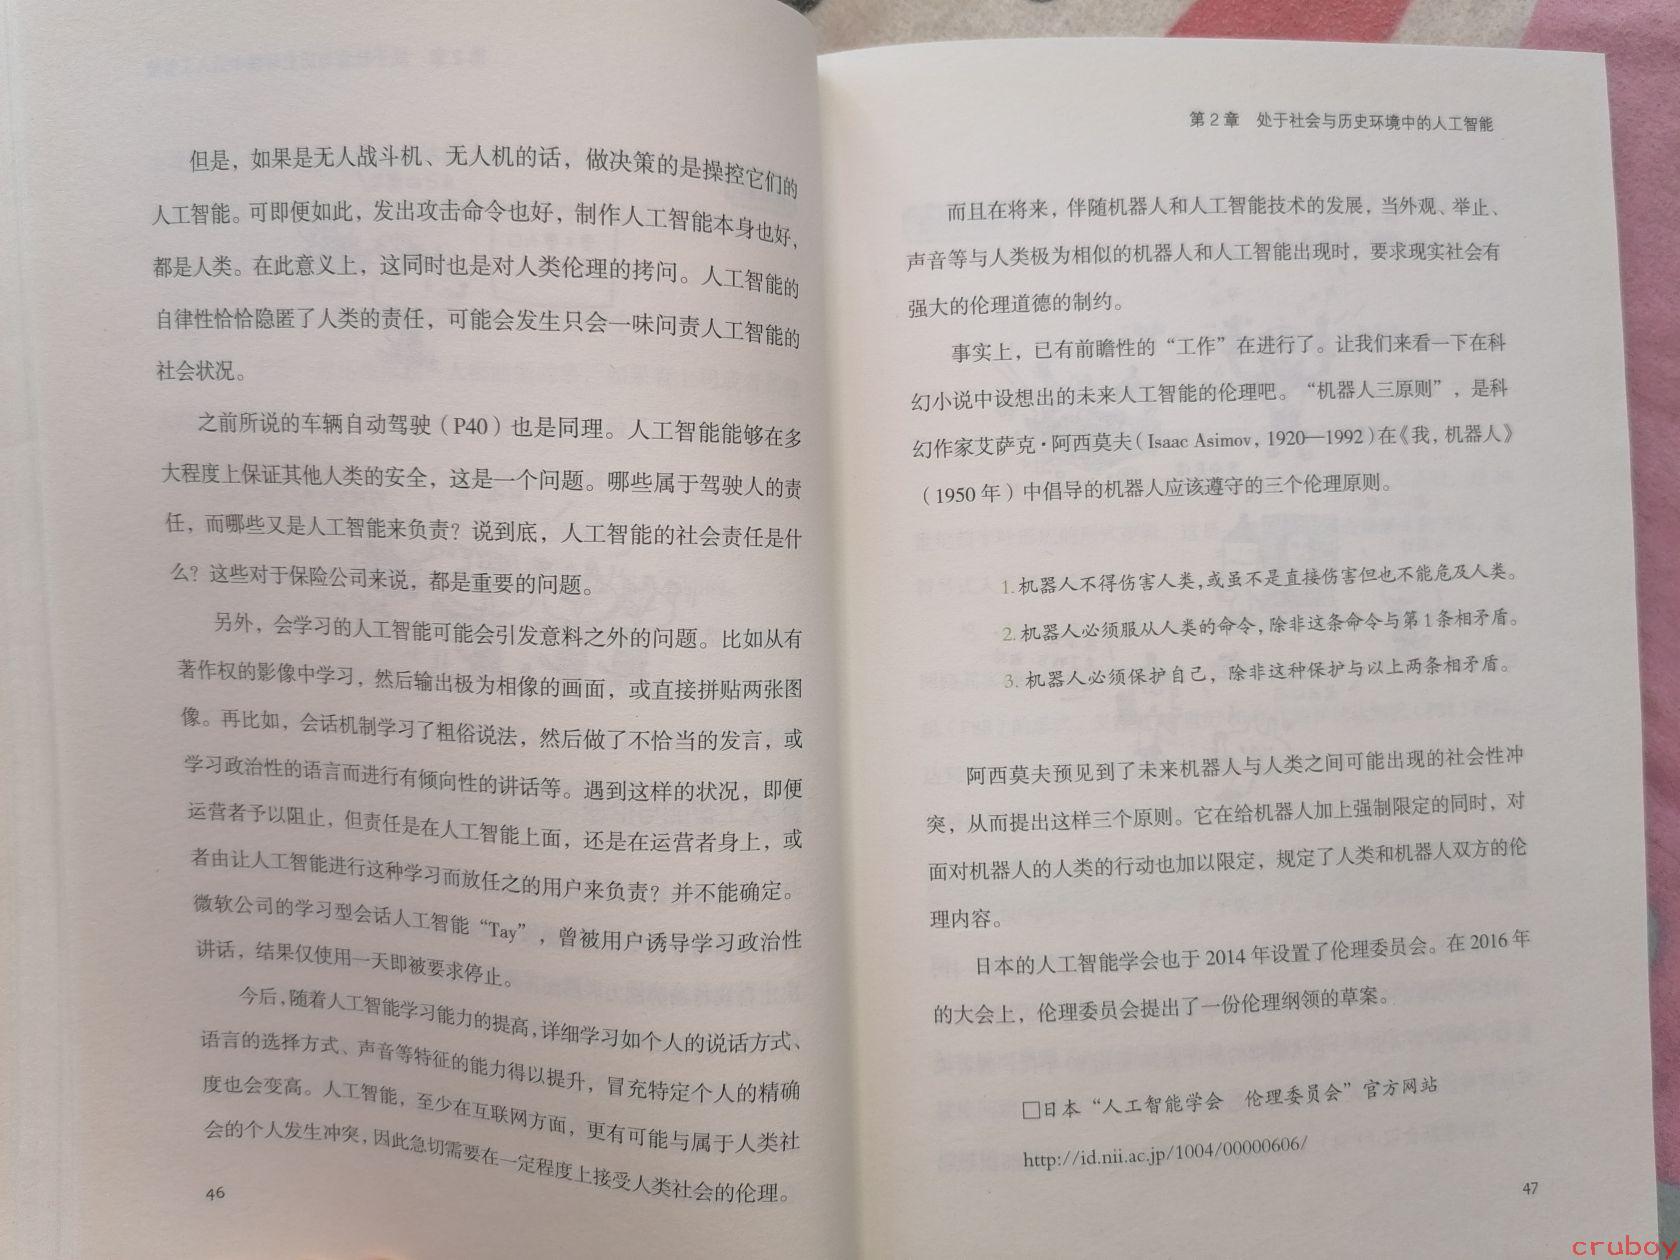 但是，如果是无人战斗机、无人机的话，做决策的是操控它们的
人工智能。可即便如此，发出攻击命令也好，制作人工智能本身也好，
都是人类。在此意义上，这同时也是对人类伦理的拷问。人工智能的
自律性恰恰隐匿了人类的责任，可能会发生只会一味问责人工智能的
社会状况。
之前所说的车辆自动驾驶（P40）也是同理。人工智能能够在多
大程度上保证其他人类的安全，这是一个问题。哪些属于驾驶人的责
任，而哪些又是人工智能来负责？说到底，人工智能的社会责任是什
么？这些对于保险公司来说，都是重要的问题。
另外，会学习的人工智能可能会引发意料之外的问题。比如从有
著作权的影像中学习，然后输出极为相像的画面，或直接拼贴两张图
像。再比如，会话机制学习了粗俗说法，然后做了不恰当的发言，或
学习政治性的语言而进行有倾向性的讲话等。遇到这样的状况，即便
运营者予以阻止，但责任是在人工智能上面，还是在运营者身上，或
者由让人工智能进行这种学习而放任之的用户来负责？并不能确定。
微软公司的学习型会话人工智能“Tay”，曾被用户诱导学习政治性
讲话，结果仅使用一天即被要求停止。
今后，随着人工智能学习能力的提高，详细学习如个人的说话方式、
语言的选择方式、声音等特征的能力得以提升，冒充特定个人的精确
度也会变高。人工智能，至少在互联网方面，更有可能与属于人类社
会的个人发生冲突，因此急切需要在一定程度上接受人类社会的伦理。
46
第2章 处于社会与历史环境中的人工智能
而且在将来，伴随机器人和人工智能技术的发展，当外观、举止、
声音等与人类极为相似的机器人和人工智能出现时，要求现实社会有
强大的伦理道德的制约。
事实上，已有前瞻性的“工作”在进行了。让我们来看一下在科
幻小说中设想出的未来人工智能的伦理吧。“机器人三原则”，是科
幻作家艾萨克·阿西莫夫（Isaac Asimov，1920—1992）在《我，机器人》
（1950年）中倡导的机器人应该遵守的三个伦理原则。
1. 机器人不得伤害人类，或虽不是直接伤害但也不能危及人类。
2. 机器人必须服从人类的命令，除非这条命令与第1条相矛盾。
3. 机器人必须保护自己，除非这种保护与以上两条相矛盾。
阿西莫夫预见到了未来机器人与人类之间可能出现的社会性冲
突，从而提出这样三个原则。它在给机器人加上强制限定的同时，对
面对机器人的人类的行动也加以限定，规定了人类和机器人双方的伦
理内容。
日本的人工智能学会也于2014年设置了伦理委员会。在2016年
的大会上，伦理委员会提出了一份伦理纲领的草案。
□日本“人工智能学会 伦理委员会”官方网站
http://id.nii.ac.jp/1004/00000606/
47
cruboy